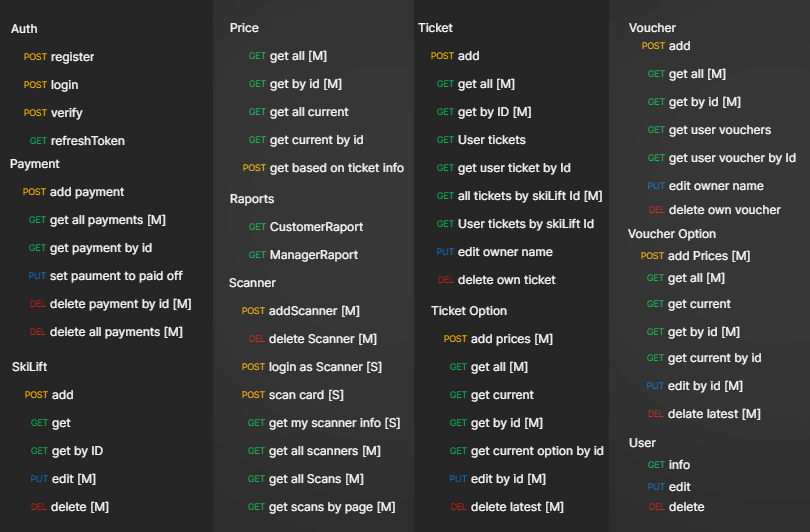 Auth
POST register
POST login
POST verify
GET refreshToken
Payment
POST add payment
GET get all payments [M]
GET get payment by id
PUT set paument to paid off
DEL delete payment by id [M]
DEL delete all payments [M]
SkiLift
POST add
GET get
GET get by ID
PUT edit [M]
DEL delete [M]
Price
GET get all [M]
GET get by id [M]
GET get all current
GET get current by id
POST get based on ticket info
Raports
GET CustomerRaport
GET ManagerRaport
Scanner
POST addScanner [M]
DEL delete Scanner [M]
POST login as Scanner [S]
POST scan card [S]
GET get my scanner info [S]
GET get all scanners [M]
GET get all Scans [M]
GET get scans by page [M]
Ticket
POST add
GET get all [M]
GET get by ID [M]
GET User tickets
GET get user ticket by Id
GET all tickets by skiLift Id [M]
GET User tickets by skiLift Id
PUT edit owner name
DEL delete own ticket
Ticket Option
POST add prices [M]
GET get all [M]
GET get current
GET get by id [M]
GET get current option by id
PUT edit by id [M]
DEL delete latest [M]
Voucher
POST add
GET get all [M]
GET get by id [M]
GET get user vouchers
GET get user voucher by Id
PUT edit owner name
DEL delete own voucher
Voucher Option
POST add Prices [M]
GET get all [M]
GET get current
GET get by id [M]
GET get current by id
PUT edit by id [M]
DEL delate latest [M]
User
GET info
PUT edit
DEL delete